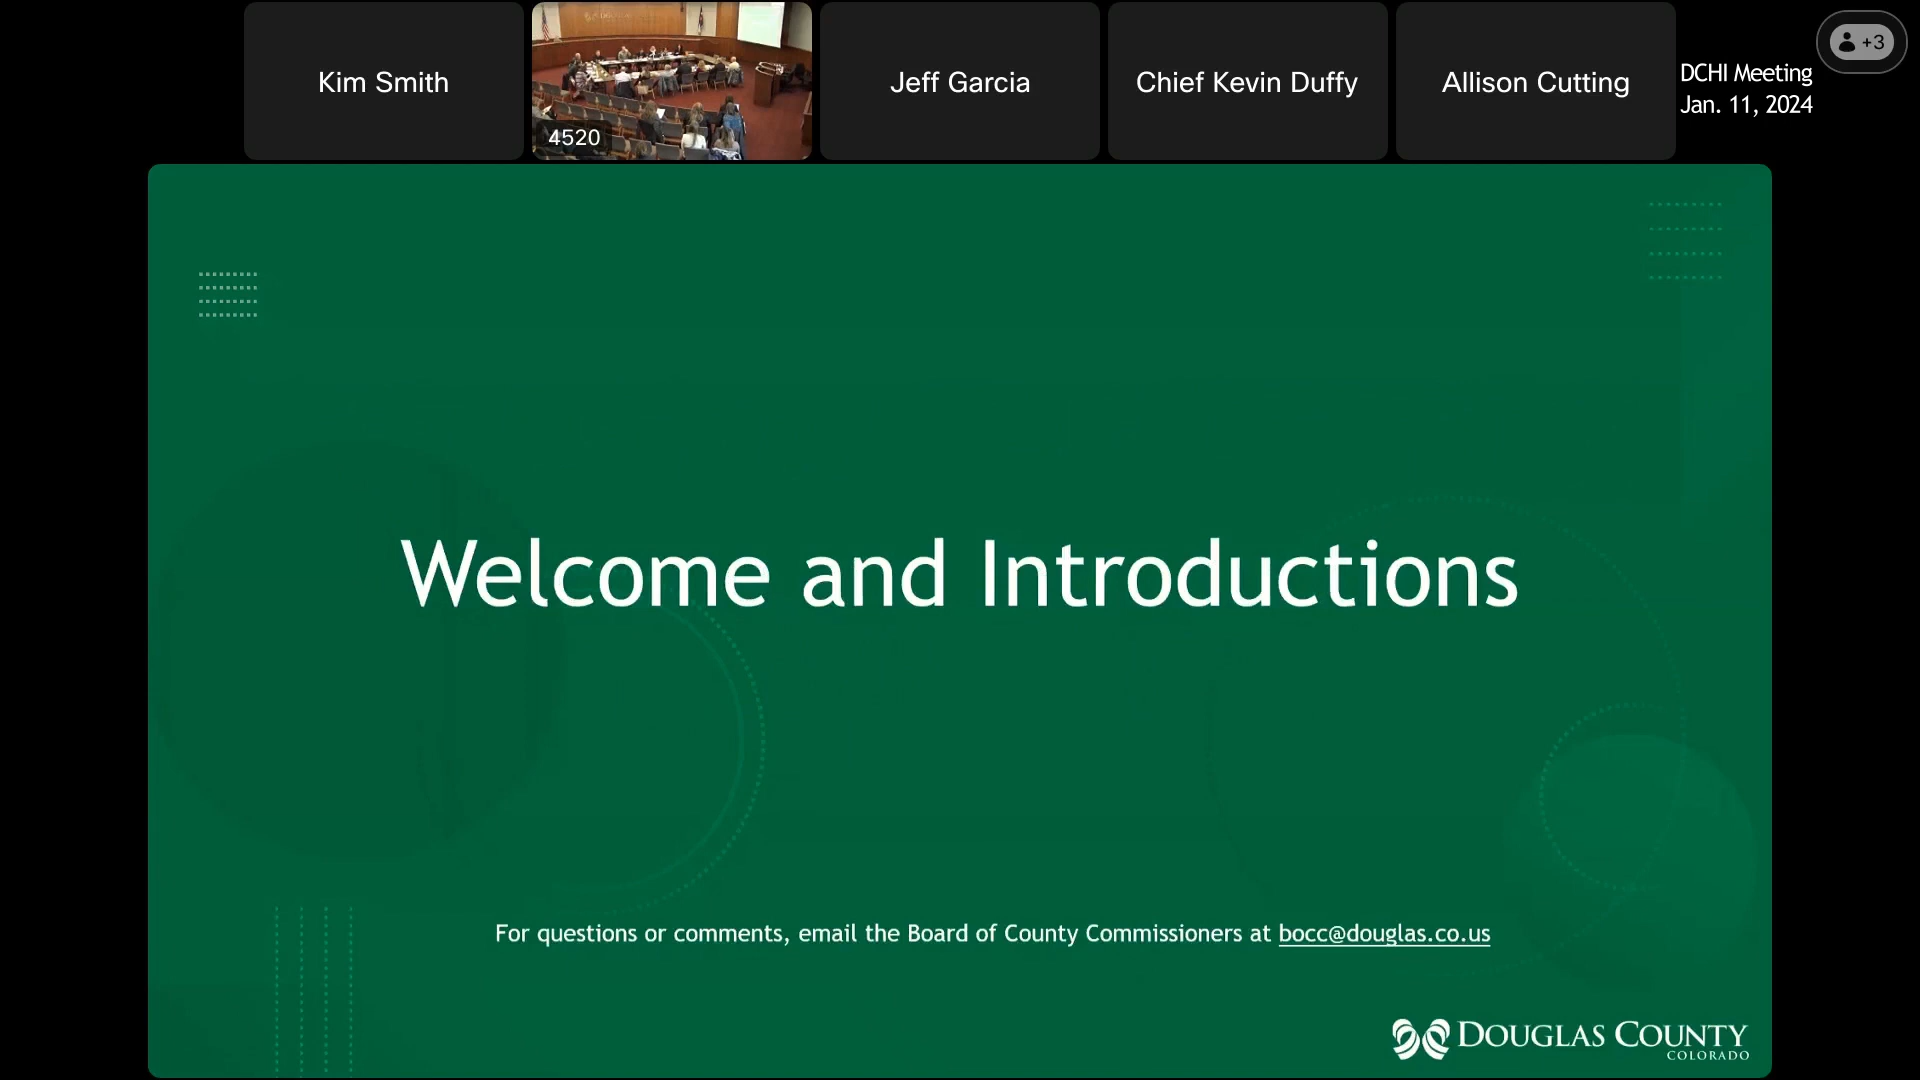 Kim Smith
4520
Jeff Garcia
Chief Kevin Duffy
Allison Cutting
DCHI Meeting
Jan. 11, 2024
+3
Welcome and Introductions
For questions or comments, email the Board of County Commissioners at bocc@douglas.co.us
DOUGLAS COUNTY
COLORADO